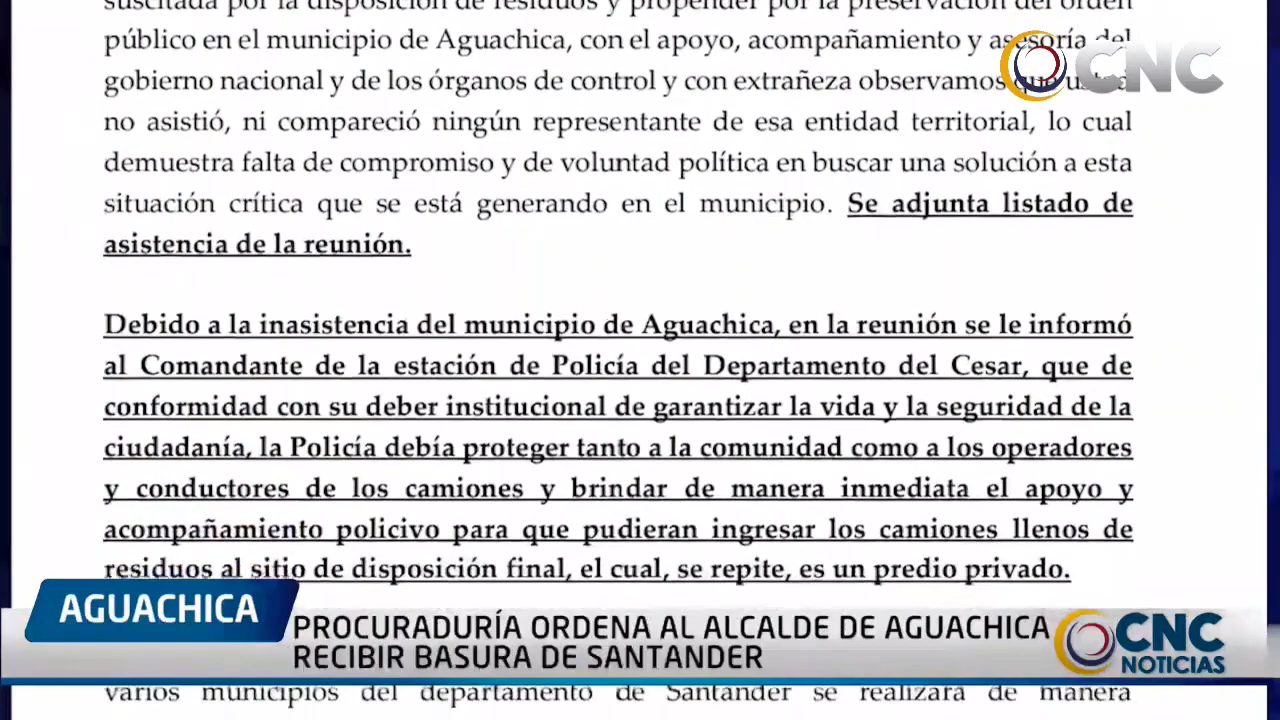 suscitada por la disposición de residuos y propender por la preservación del orden
público en el municipio de Aguachica, con el apoyo, acompañamiento y asesoría del
gobierno nacional y de los órganos de control y con extrañeza observamos que usted
no asistió, ni compareció ningún representante de esa entidad territorial, lo cual
demuestra falta de compromiso y de voluntad política en buscar una solución a esta
situación crítica que se está generando en el municipio. Se adjunta listado de
asistencia de la reunión.
CNC
Debido a la inasistencia del municipio de Aguachica, en la reunión se le informó
al Comandante de la estación de Policía del Departamento del Cesar, que de
conformidad con su deber institucional de garantizar la vida y la seguridad de la
ciudadanía, la Policía debía proteger tanto a la comunidad como a los operadores
y conductores de los camiones y brindar de manera inmediata el apoyo y
acompañamiento policivo para que pudieran ingresar los camiones llenos de
residuos al sitio de disposición final, el cual, se repite, es un predio privado.
AGUACHICA
PROCURADURÍA ORDENA AL ALCALDE DE AGUACHICA
RECIBIR BASURA DE SANTANDER
CNC
NOTICIAS
varios municipios del departamento de Santander se realizará de manera